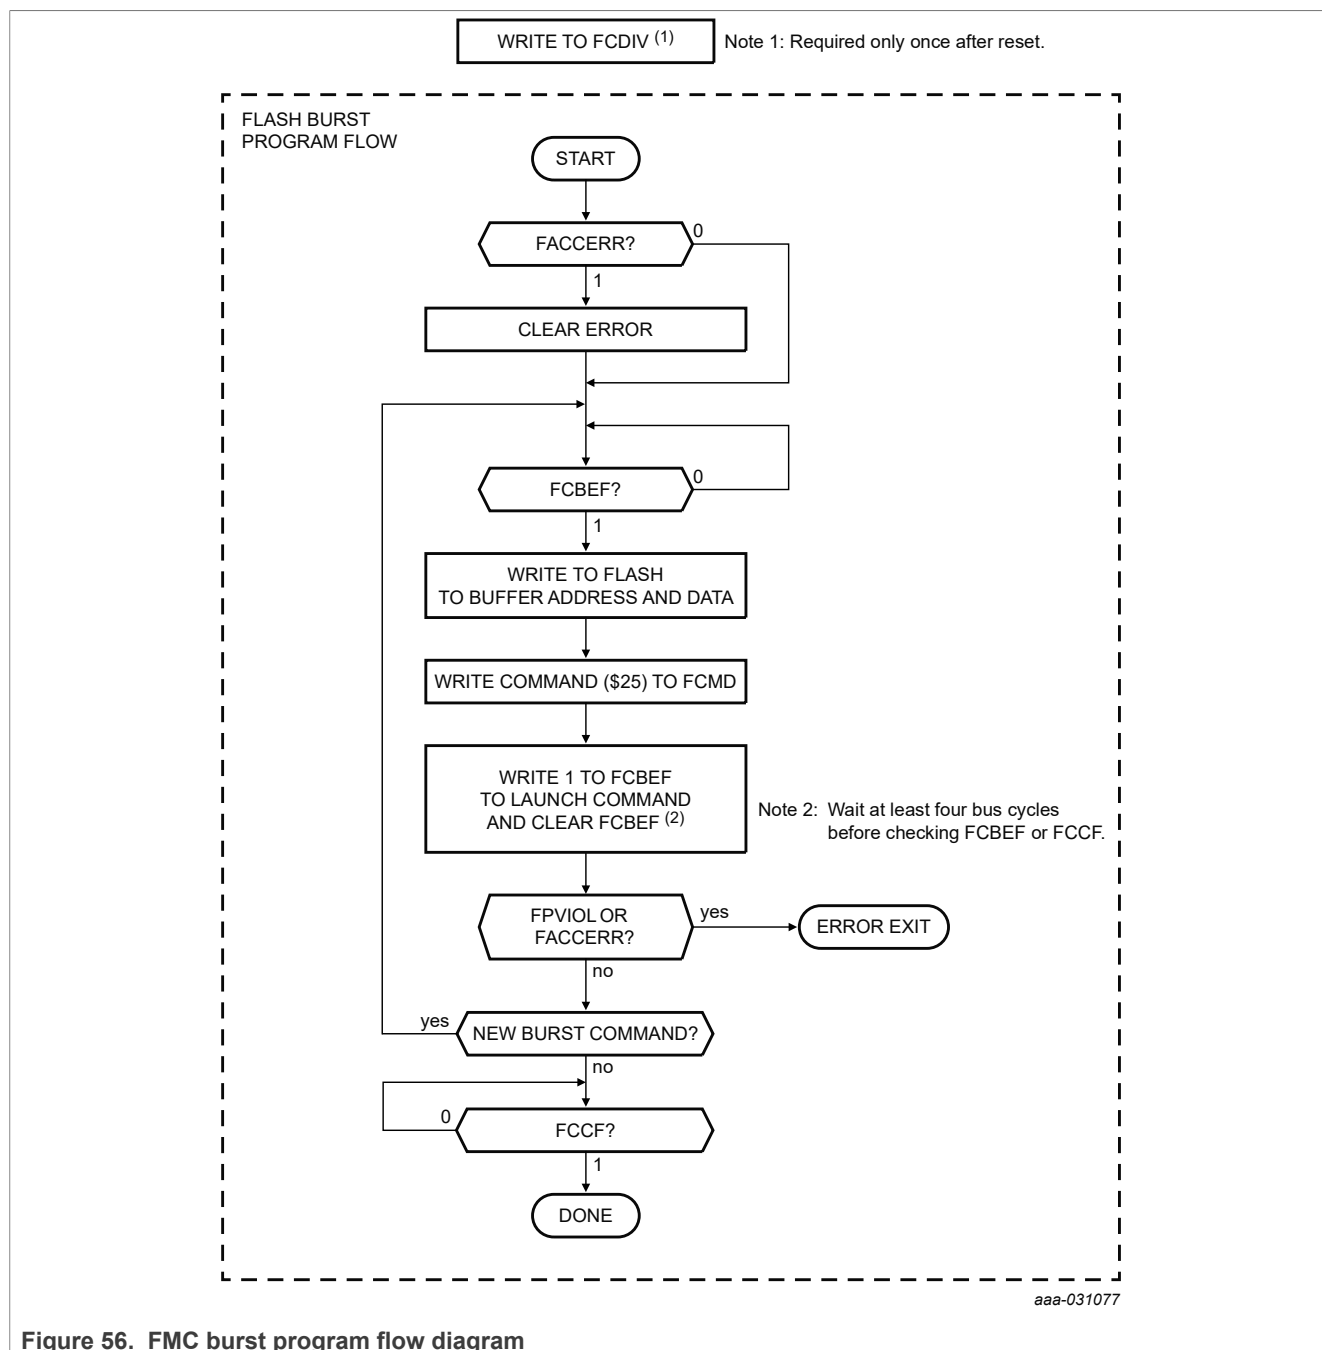 WRITE TO FCDIV (1)
Note 1: Required only once after reset.
FLASH BURST
PROGRAM FLOW
START
FACCERR?
0
1
CLEAR ERROR
FCBEF?
0
1
WRITE TO FLASH
TO BUFFER ADDRESS AND DATA
WRITE COMMAND ($25) TO FCMD
WRITE 1 TO FCBEF
TO LAUNCH COMMAND
AND CLEAR FCBEF (2)
Note 2: Wait at least four bus cycles
before checking FCBEF or FCCF.
FPVIOL OR
FACCERR?
yes
ERROR EXIT
no
yes
NEW BURST COMMAND?
no
0
FCCF?
1
DONE
aaa-031077
Figure 56. FMC burst program flow diagram